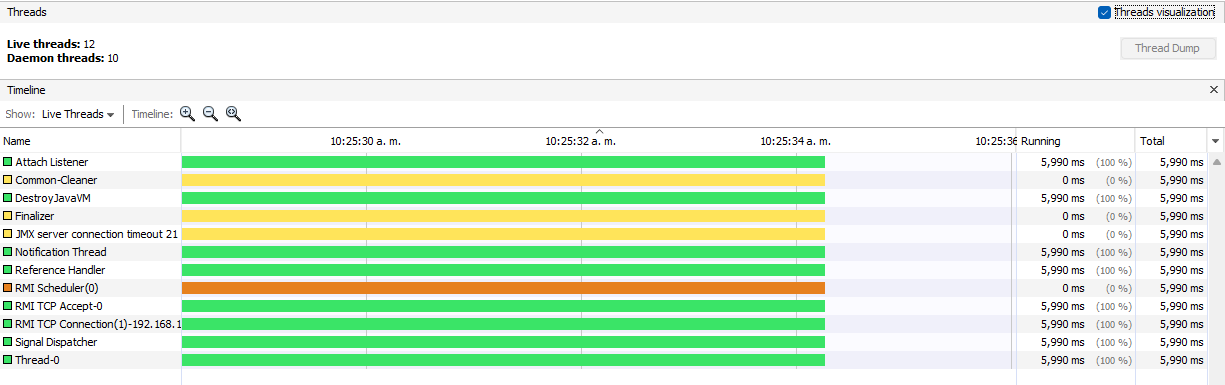 Threads Threads visualization
Live threads: 12
Daemon threads: 10
Thread Dump
Timeline
Show: Live Threads Timeline:
Name 10:25:30 a. m. 10:25:32 a. m. 10:25:34 a. m. 10:25:36 Running Total
Attach Listener 5,990 ms (100 %) 5,990 ms
Common-Cleaner 0 ms (0 %) 5,990 ms
DestroyJavaVM 5,990 ms (100 %) 5,990 ms
Finalizer 0 ms (0 %) 5,990 ms
JMX server connection timeout 21 0 ms (0 %) 5,990 ms
Notification Thread 5,990 ms (100 %) 5,990 ms
Reference Handler 5,990 ms (100 %) 5,990 ms
RMI Scheduler(0) 0 ms (0 %) 5,990 ms
RMI TCP Accept-0 5,990 ms (100 %) 5,990 ms
RMI TCP Connection(1)-192.168.1 5,990 ms (100 %) 5,990 ms
Signal Dispatcher 5,990 ms (100 %) 5,990 ms
Thread-0 5,990 ms (100 %) 5,990 ms